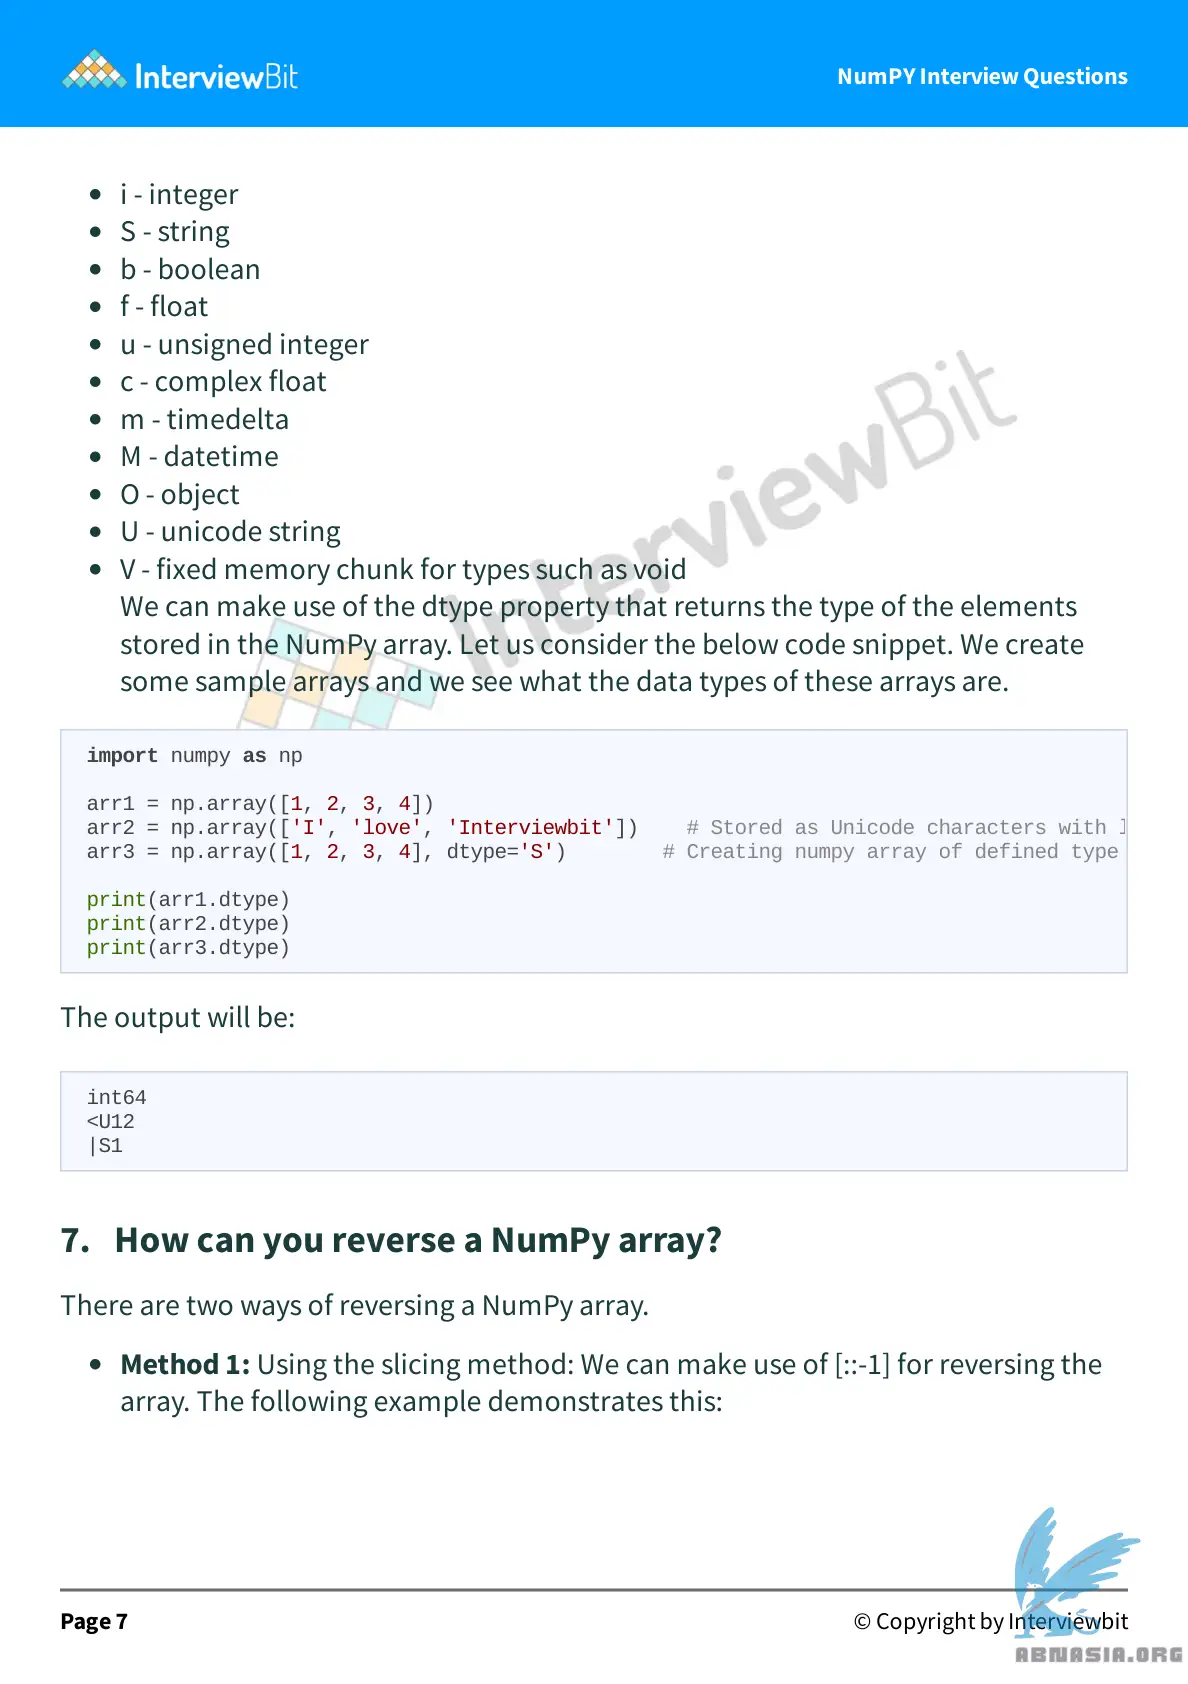 InterviewBit
NumPY Interview Questions
• i - integer
• S - string
• b - boolean
• f - float
• u - unsigned integer
• c - complex float
• m - timedelta
• M - datetime
• O - object
• U - unicode string
• V - fixed memory chunk for types such as void
We can make use of the dtype property that returns the type of the elements
stored in the NumPy array. Let us consider the below code snippet. We create
some sample arrays and we see what the data types of these arrays are.
InterviewBit
import numpy as np
arr1 = np.array([1, 2, 3, 4])
arr2 = np.array(['I', 'love', 'Interviewbit'])    # Stored as Unicode characters with
arr3 = np.array([1, 2, 3, 4], dtype='S')        # Creating numpy array of defined type
print(arr1.dtype)
print(arr2.dtype)
print(arr3.dtype)
The output will be:
int64
<U12
|S1
7. How can you reverse a NumPy array?
There are two ways of reversing a NumPy array.
• Method 1: Using the slicing method: We can make use of [::-1] for reversing the
array. The following example demonstrates this:
Page 7
© Copyright by Interviewbit
ABNASIA.ORG